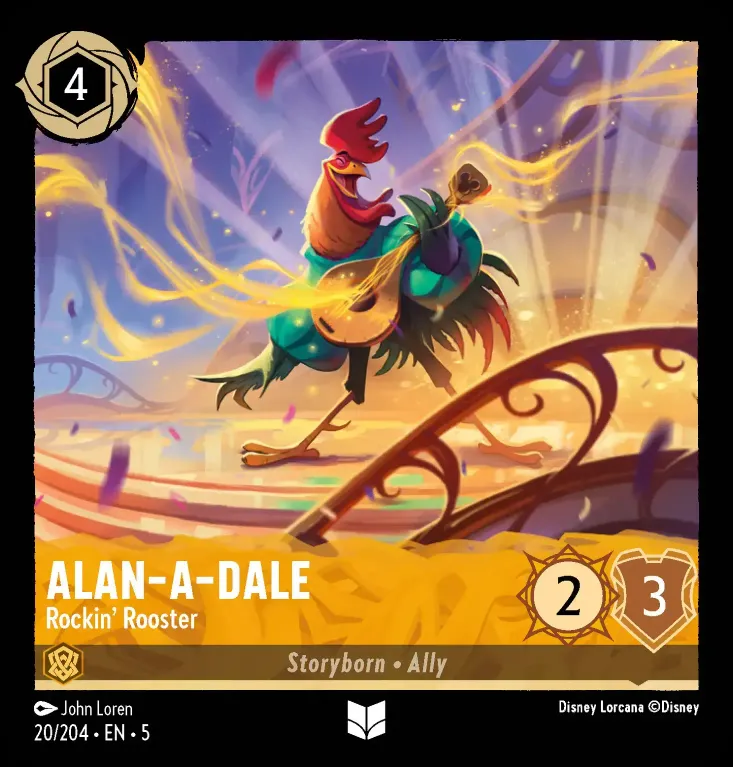 4
ALAN-A-DALE
Rockin' Rooster
2
3
Storyborn • Ally
John Loren
Disney Lorcana ©Disney
20/204 • EN • 5